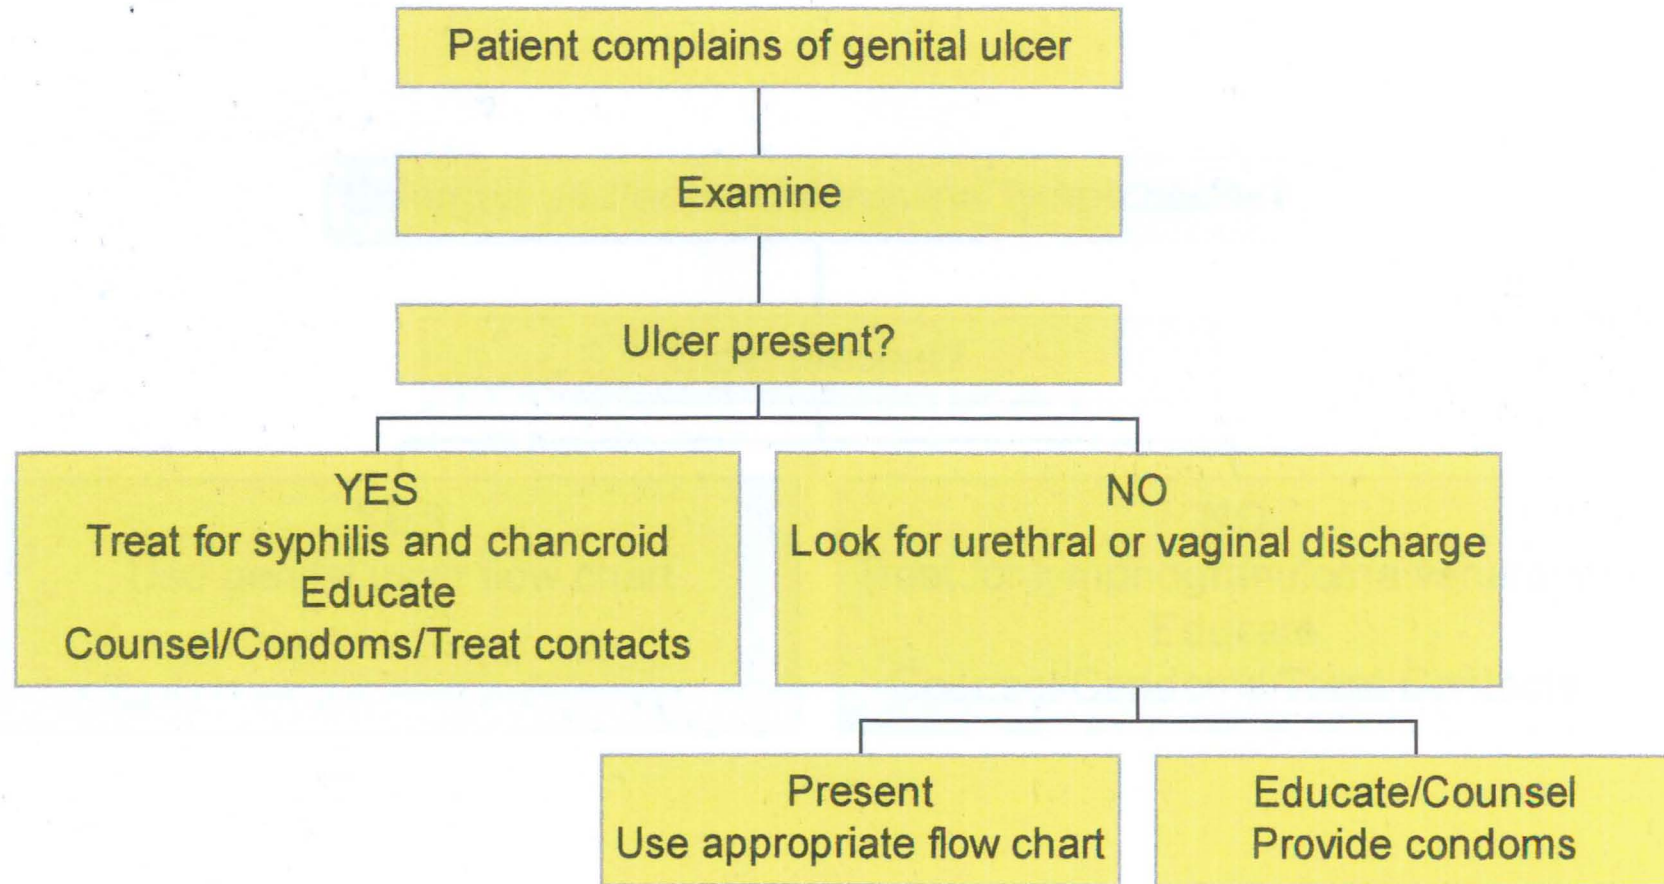 Patient complains of genital ulcer
Examine
Ulcer present?
YES
Treat for syphilis and chancroid
Educate
Counsel/Condoms/Treat contacts
NO
Look for urethral or vaginal discharge
Present
Use appropriate flow chart
Educate/Counsel
Provide condoms